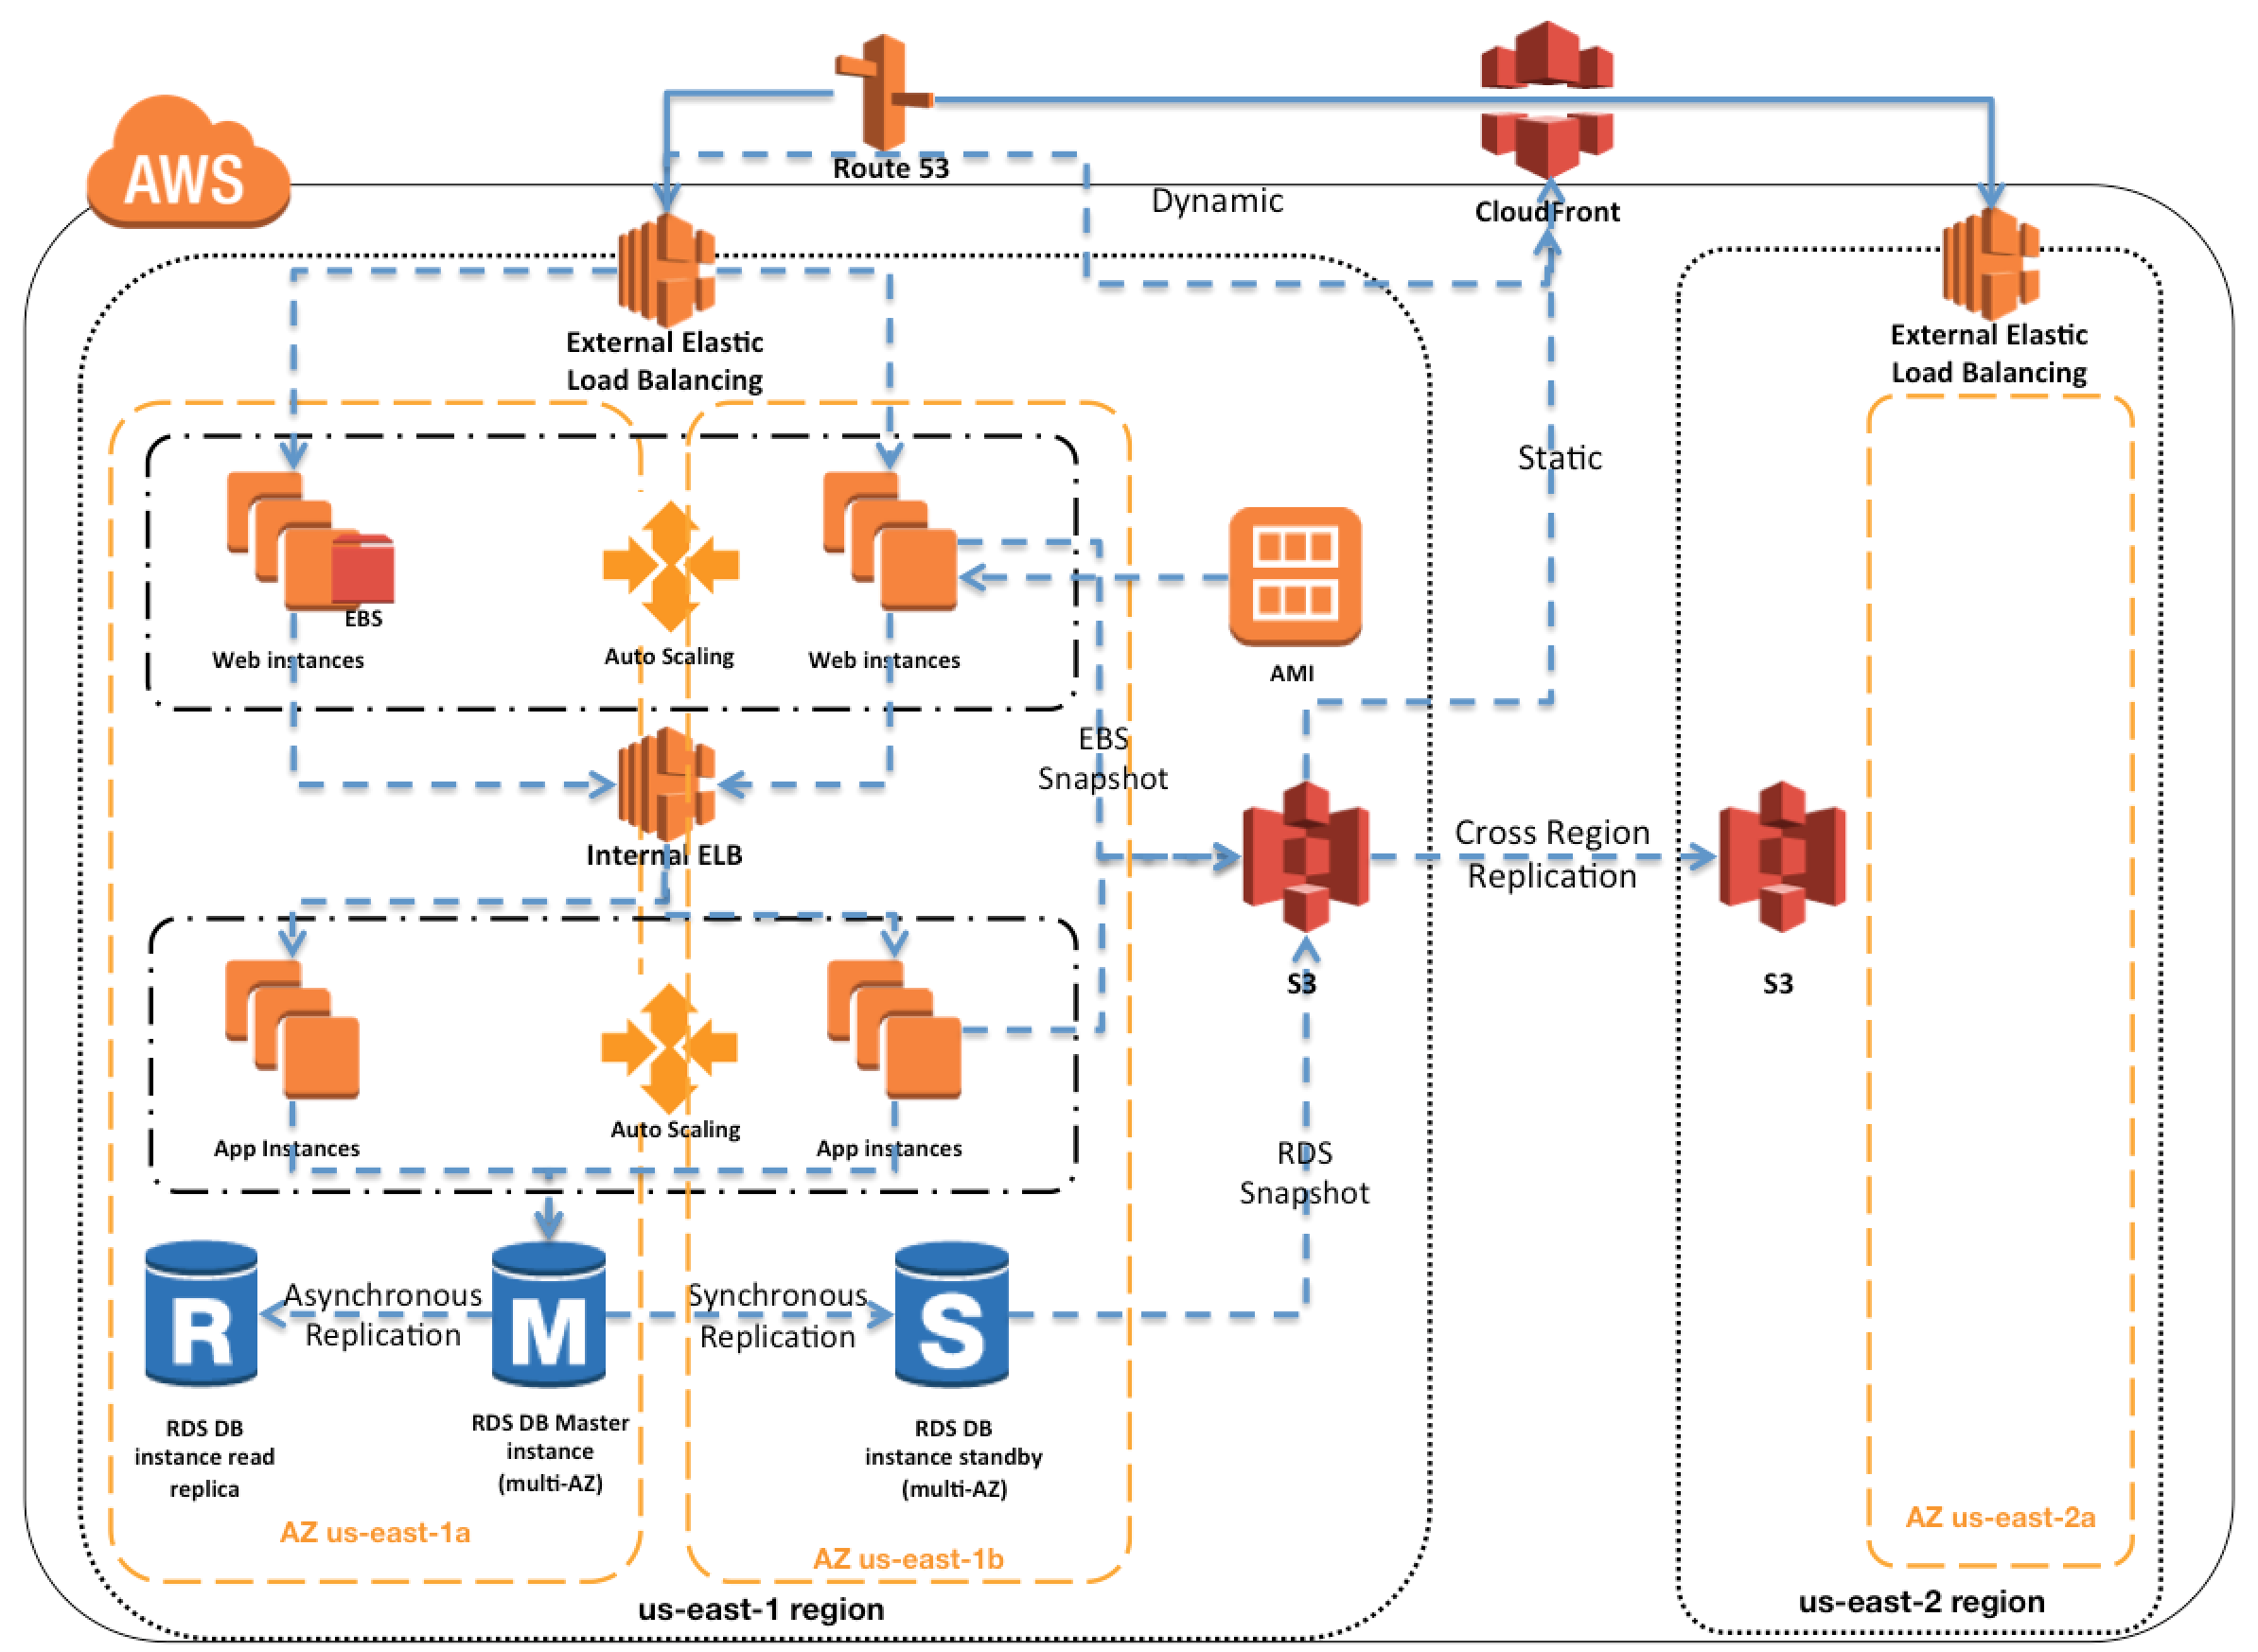 AWS
Route 53
Dynamic
CloudFront
External Elastic
Load Balancing
External Elastic
Load Balancing
Static
EBS
Web instances
Auto Scaling
Web instances
AMI
EBS
Snapshot
Internal ELB
Cross Region
Replication
S3
S3
App Instances
Auto Scaling
App instances
RDS
Snapshot
R
Asynchronous
Replication
M
Synchronous
Replication
S
RDS DB
instance read
replica
RDS DB Master
instance
(multi-AZ)
RDS DB
instance standby
(multi-AZ)
AZ us-east-1a
AZ us-east-1b
AZ us-east-2a
us-east-1 region
us-east-2 region